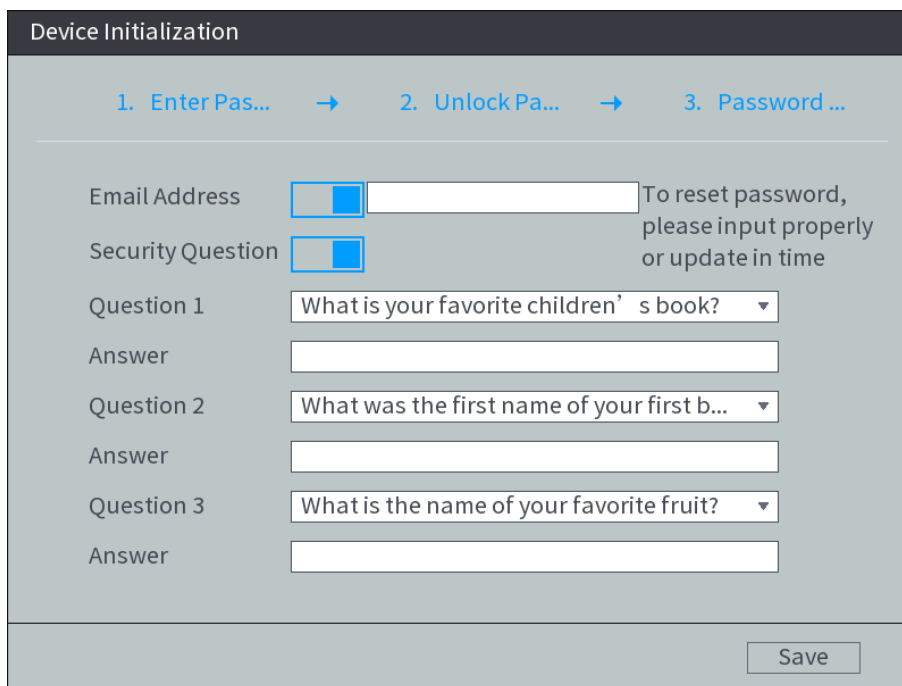 Device Initialization
1. Enter Pas... → 2. Unlock Pa... → 3. Password ...
Email Address
To reset password,
please input properly
or update in time
Security Question
Question 1 What is your favorite children’s book?
Answer
Question 2 What was the first name of your first b...
Answer
Question 3 What is the name of your favorite fruit?
Answer
Save